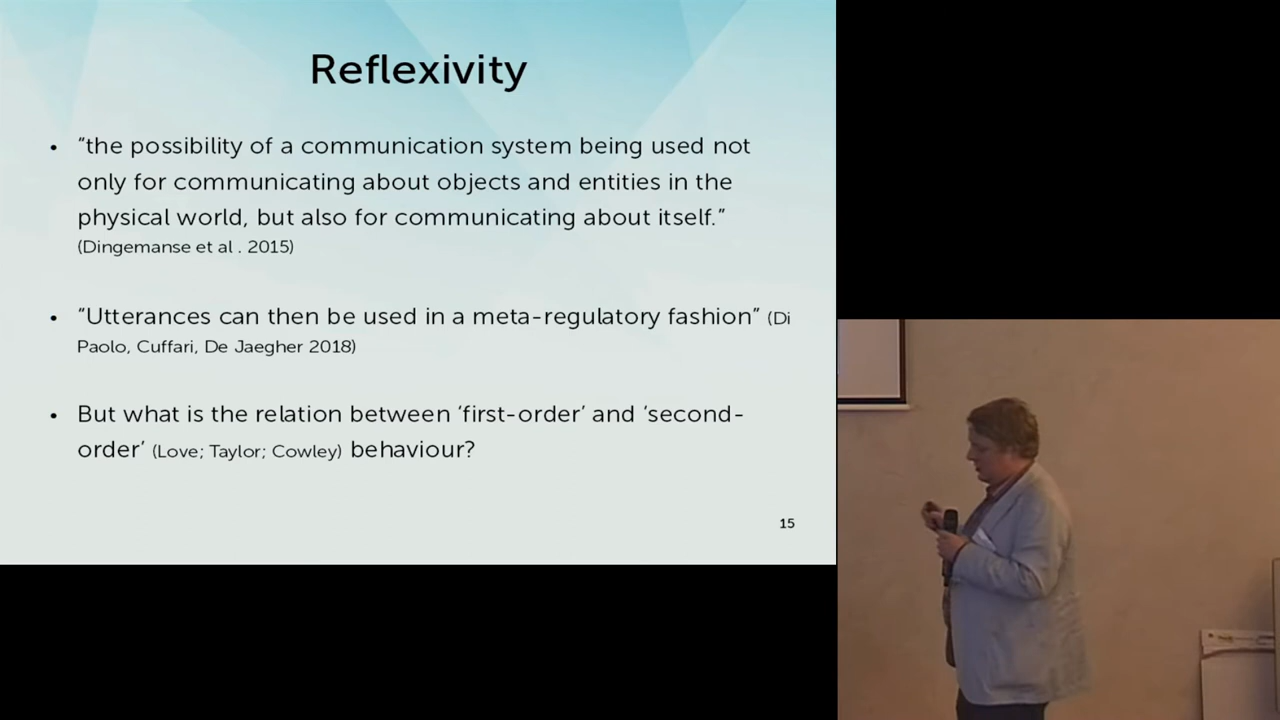 Reflexivity
• “the possibility of a communication system being used not
only for communicating about objects and entities in the
physical world, but also for communicating about itself.”
(Dingemanse et al . 2015)
• “Utterances can then be used in a meta-regulatory fashion” (Di
Paolo, Cuffari, De Jaegher 2018)
• But what is the relation between ‘first-order’ and ‘second-
order’ (Love; Taylor; Cowley) behaviour?
15